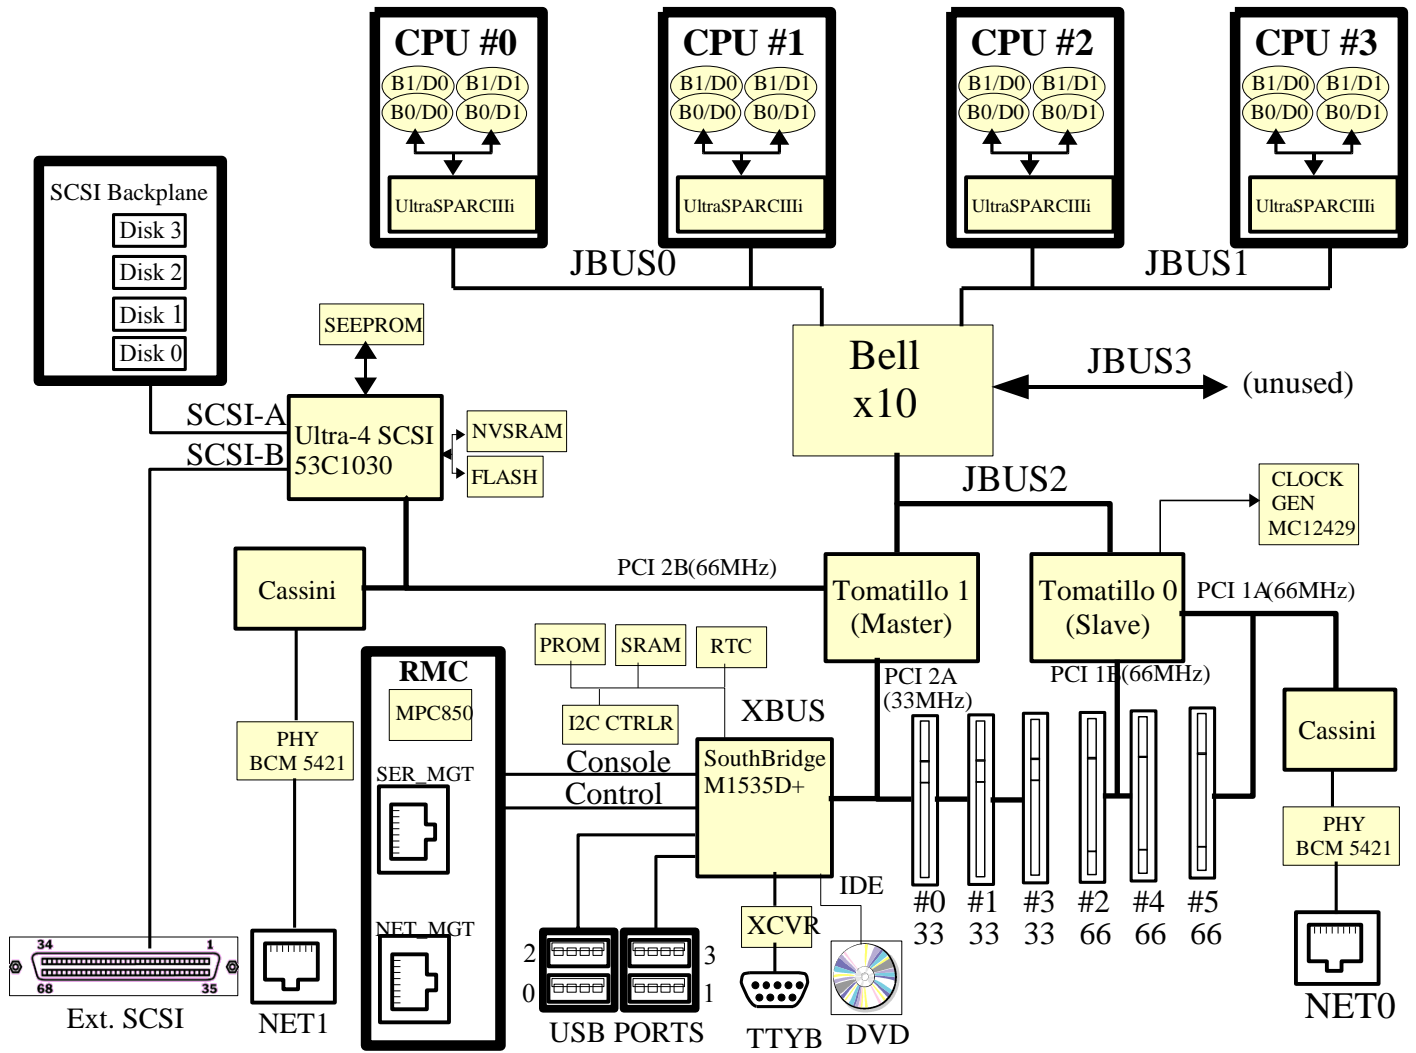 CPU #0
B1/D0 B1/D1
B0/D0 B0/D1
UltraSPARCIIIi
CPU #1
B1/D0 B1/D1
B0/D0 B0/D1
UltraSPARCIIIi
CPU #2
B1/D0 B1/D1
B0/D0 B0/D1
UltraSPARCIIIi
CPU #3
B1/D0 B1/D1
B0/D0 B0/D1
UltraSPARCIIIi
JBUS0
JBUS1
SCSI Backplane
Disk 3
Disk 2
Disk 1
Disk 0
SEEPROM
Bell
x10
JBUS3
(unused)
SCSI-A
SCSI-B
Ultra-4 SCSI
53C1030
NVSRAM
FLASH
JBUS2
CLOCK
GEN
MC12429
Cassini
PCI 2B(66MHz)
Tomatillo 1
(Master)
Tomatillo 0
(Slave)
PCI 1A(66MHz)
PROM
SRAM
RTC
I2C CTRLR
XBUS
PCI 2A
(33MHz)
PCI 1B(66MHz)
RMC
MPC850
SER_MGT
NET_MGT
PHY
BCM 5421
Console
Control
SouthBridge
M1535D+
Cassini
PHY
BCM 5421
IDE
XCVR
#0
33
#1
33
#3
33
#2
66
#4
66
#5
66
34 1
68 35
Ext. SCSI
NET1
2
0
3
1
USB PORTS
TTYB
DVD
NET0